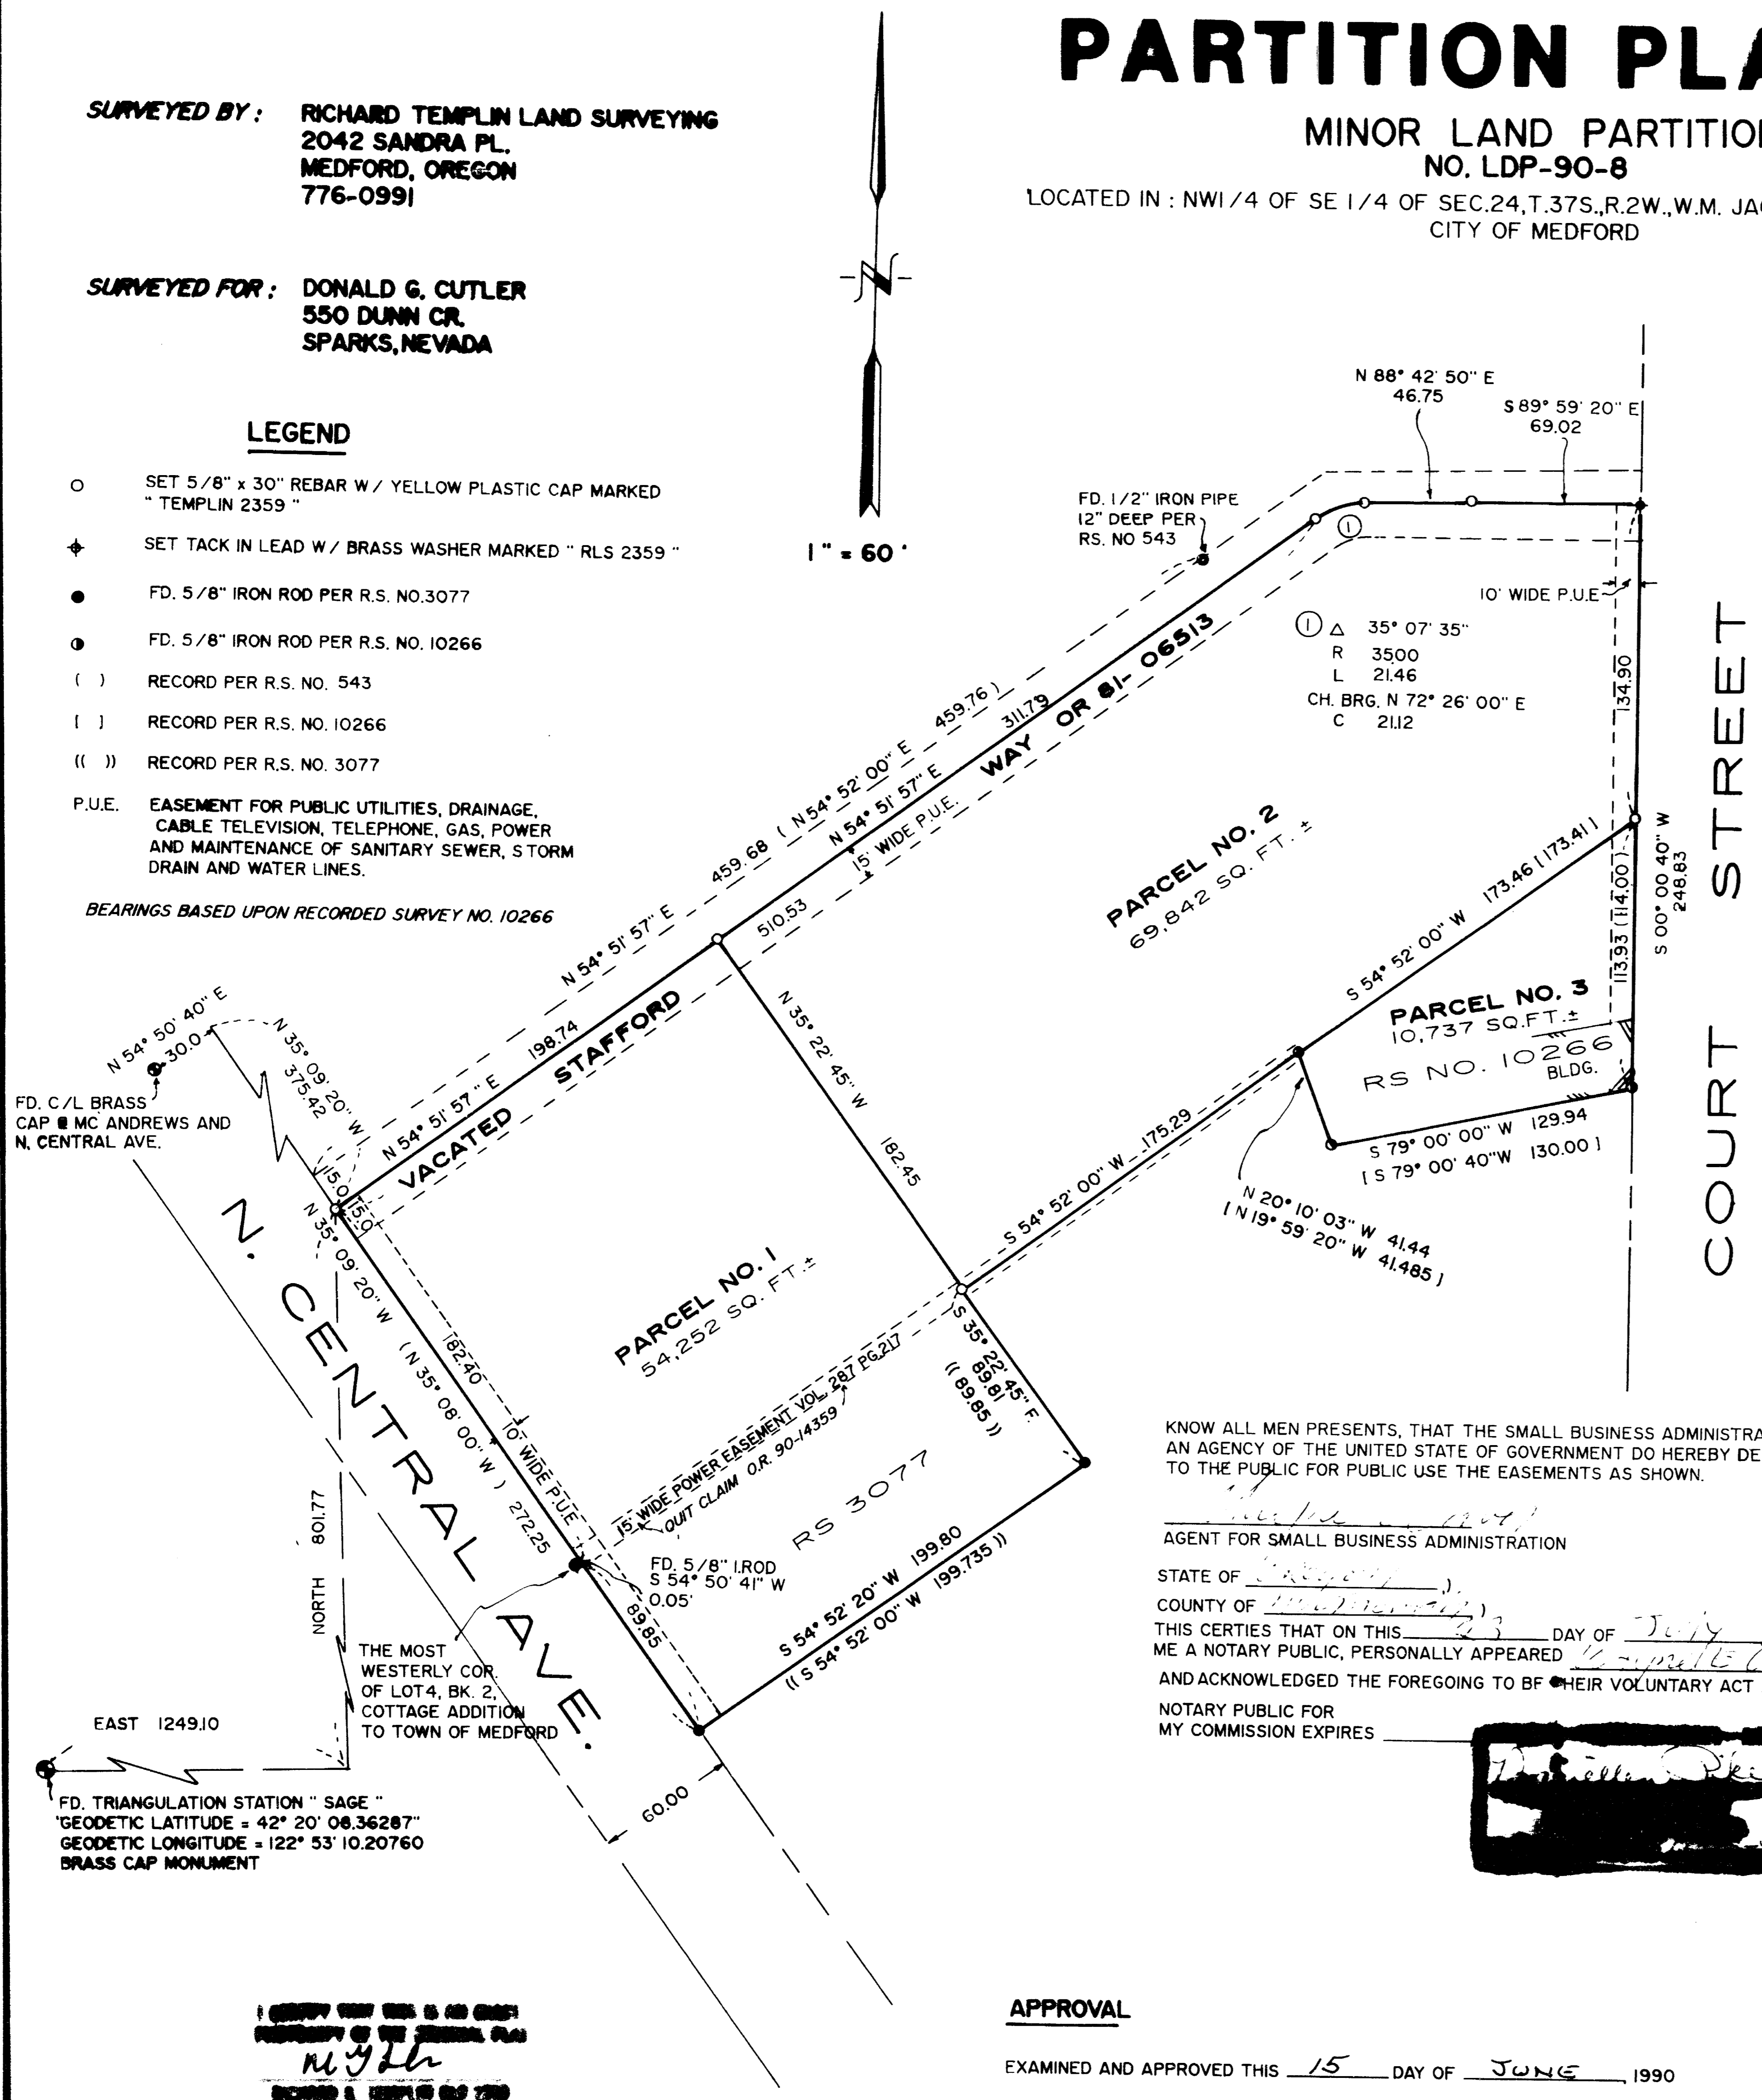 PARTITION PLA
MINOR LAND PARTITION
NO. LDP-90-8
LOCATED IN : NW1/4 OF SE 1/4 OF SEC.24,T.37S.,R.2W.,W.M. JA
CITY OF MEDFORD
SURVEYED BY : RICHARD TEMPLIN LAND SURVEYING
2042 SANDRA PL.
MEDFORD, OREGON
776-0991
SURVEYED FOR : DONALD G. CUTLER
550 DUNN CR.
SPARKS, NEVADA
N
1" = 60'
LEGEND
SET 5/8" x 30" REBAR W/ YELLOW PLASTIC CAP MARKED
" TEMPLIN 2359 "
SET TACK IN LEAD W/ BRASS WASHER MARKED " RLS 2359 "
FD. 5/8" IRON ROD PER R.S. NO.3077
FD. 5/8" IRON ROD PER R.S. NO. 10266
( ) RECORD PER R.S. NO. 543
[ ] RECORD PER R.S. NO. 10266
(( )) RECORD PER R.S. NO. 3077
P.U.E. EASEMENT FOR PUBLIC UTILITIES, DRAINAGE,
CABLE TELEVISION, TELEPHONE, GAS, POWER
AND MAINTENANCE OF SANITARY SEWER, STORM
DRAIN AND WATER LINES.
BEARINGS BASED UPON RECORDED SURVEY NO. 10266
N 88° 42' 50" E
46.75
S 89° 59' 20" E
69.02
FD. 1/2" IRON PIPE
12" DEEP PER
RS. NO 543
1
10' WIDE P.U.E
1 △ 35° 07' 35"
R 35.00
L 21.46
CH. BRG. N 72° 26' 00" E
C 21.12
134.90
N 54° 51' 57" E 459.68 ( N 54° 52' 00" E 459.76 )
N 54° 51' 57" E 311.79
510.53
15' WIDE P.U.E.
N 54° 51' 57" E 198.74
VACATED STAFFORD WAY OR 81- 06513
PARCEL NO. 2
69,842 SQ. FT. ±
S 54° 52' 00" W 173.46 [ 173.41 ]
113.93 [ 114.00 ]
S 00° 00' 40" W
248.83
COURT STREET
PARCEL NO. 3
10,737 SQ.FT.±
RS NO. 10266
BLDG.
S 79° 00' 00" W 129.94
[ S 79° 00' 40"W 130.00 ]
N 20° 10' 03" W 41.44
[ N 19° 59' 20" W 41.485 ]
N 35° 22' 45" W 182.45
S 54° 52' 00" W 175.29
N 54° 50' 40" E
30.0
N 35° 09' 20" W
375.42
FD. C/L BRASS
CAP @ MC ANDREWS AND
N. CENTRAL AVE.
15.0
15.0
N 35° 09' 20" W ( N 35° 08' 00" W ) 272.25
182.40
10' WIDE P.U.E
N. CENTRAL AVE.
PARCEL NO. 1
54,252 SQ. FT.±
15' WIDE POWER EASEMENT VOL. 287 PG.217
QUIT CLAIM O.R. 90-14359
S 35° 22' 45" E
89.81
(( 89.85 ))
RS 3077
FD. 5/8" I.ROD
S 54° 50' 41" W
0.05'
89.85
S 54° 52' 20" W 199.80
(( S 54° 52' 00" W 199.735 ))
THE MOST
WESTERLY COR.
OF LOT4, BK. 2,
COTTAGE ADDITION
TO TOWN OF MEDFORD
NORTH 801.77
EAST 1249.10
60.00
FD. TRIANGULATION STATION " SAGE "
GEODETIC LATITUDE = 42° 20' 08.36287"
GEODETIC LONGITUDE = 122° 53' 10.20760
BRASS CAP MONUMENT
KNOW ALL MEN PRESENTS, THAT THE SMALL BUSINESS ADMINISTRA
AN AGENCY OF THE UNITED STATE OF GOVERNMENT DO HEREBY DE
TO THE PUBLIC FOR PUBLIC USE THE EASEMENTS AS SHOWN.
AGENT FOR SMALL BUSINESS ADMINISTRATION
STATE OF Oregon )
COUNTY OF )
THIS CERTIES THAT ON THIS 23 DAY OF July
ME A NOTARY PUBLIC, PERSONALLY APPEARED
AND ACKNOWLEDGED THE FOREGOING TO BE THEIR VOLUNTARY ACT
NOTARY PUBLIC FOR
MY COMMISSION EXPIRES
APPROVAL
EXAMINED AND APPROVED THIS 15 DAY OF JUNE , 1990